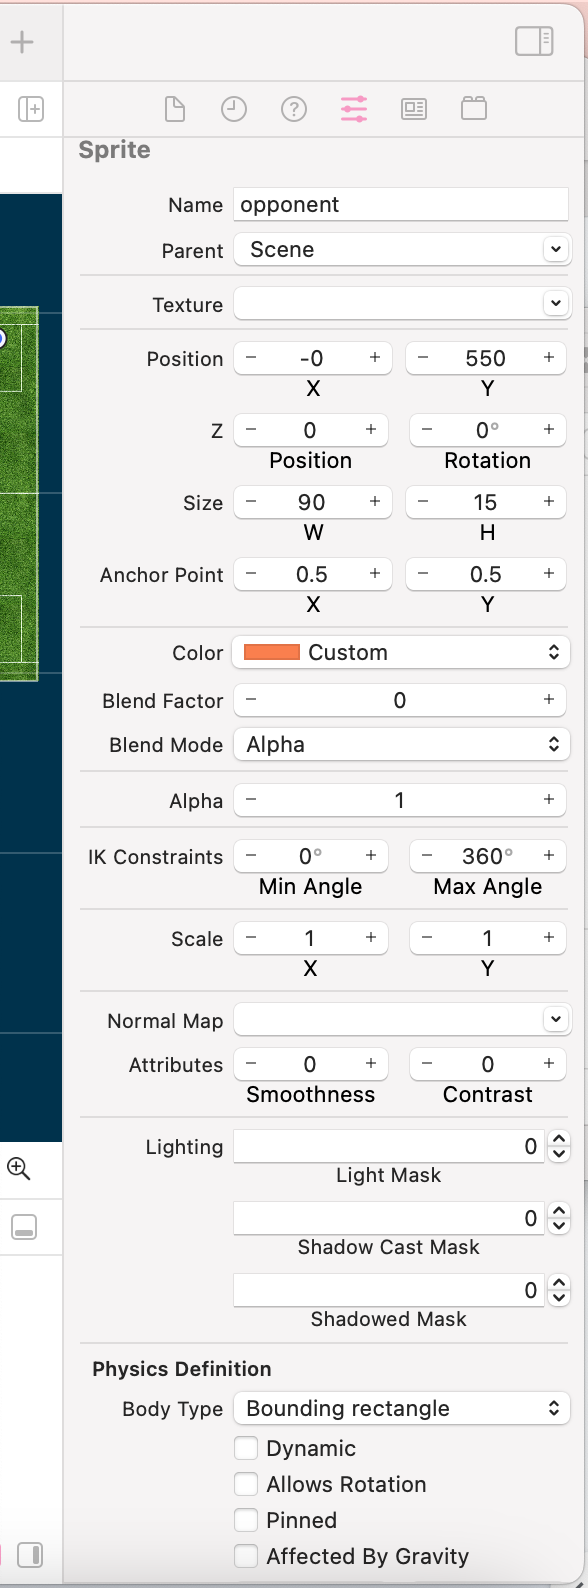 Sprite
Name opponent
Parent Scene
Texture
Position − -0 + − 550 +
X Y
Z − 0 + − 0° +
Position Rotation
Size − 90 + − 15 +
W H
Anchor Point − 0.5 + − 0.5 +
X Y
Color Custom
Blend Factor − 0 +
Blend Mode Alpha
Alpha − 1 +
IK Constraints − 0° + − 360° +
Min Angle Max Angle
Scale − 1 + − 1 +
X Y
Normal Map
Attributes − 0 + − 0 +
Smoothness Contrast
Lighting 0
Light Mask
0
Shadow Cast Mask
0
Shadowed Mask
Physics Definition
Body Type Bounding rectangle
Dynamic
Allows Rotation
Pinned
Affected By Gravity